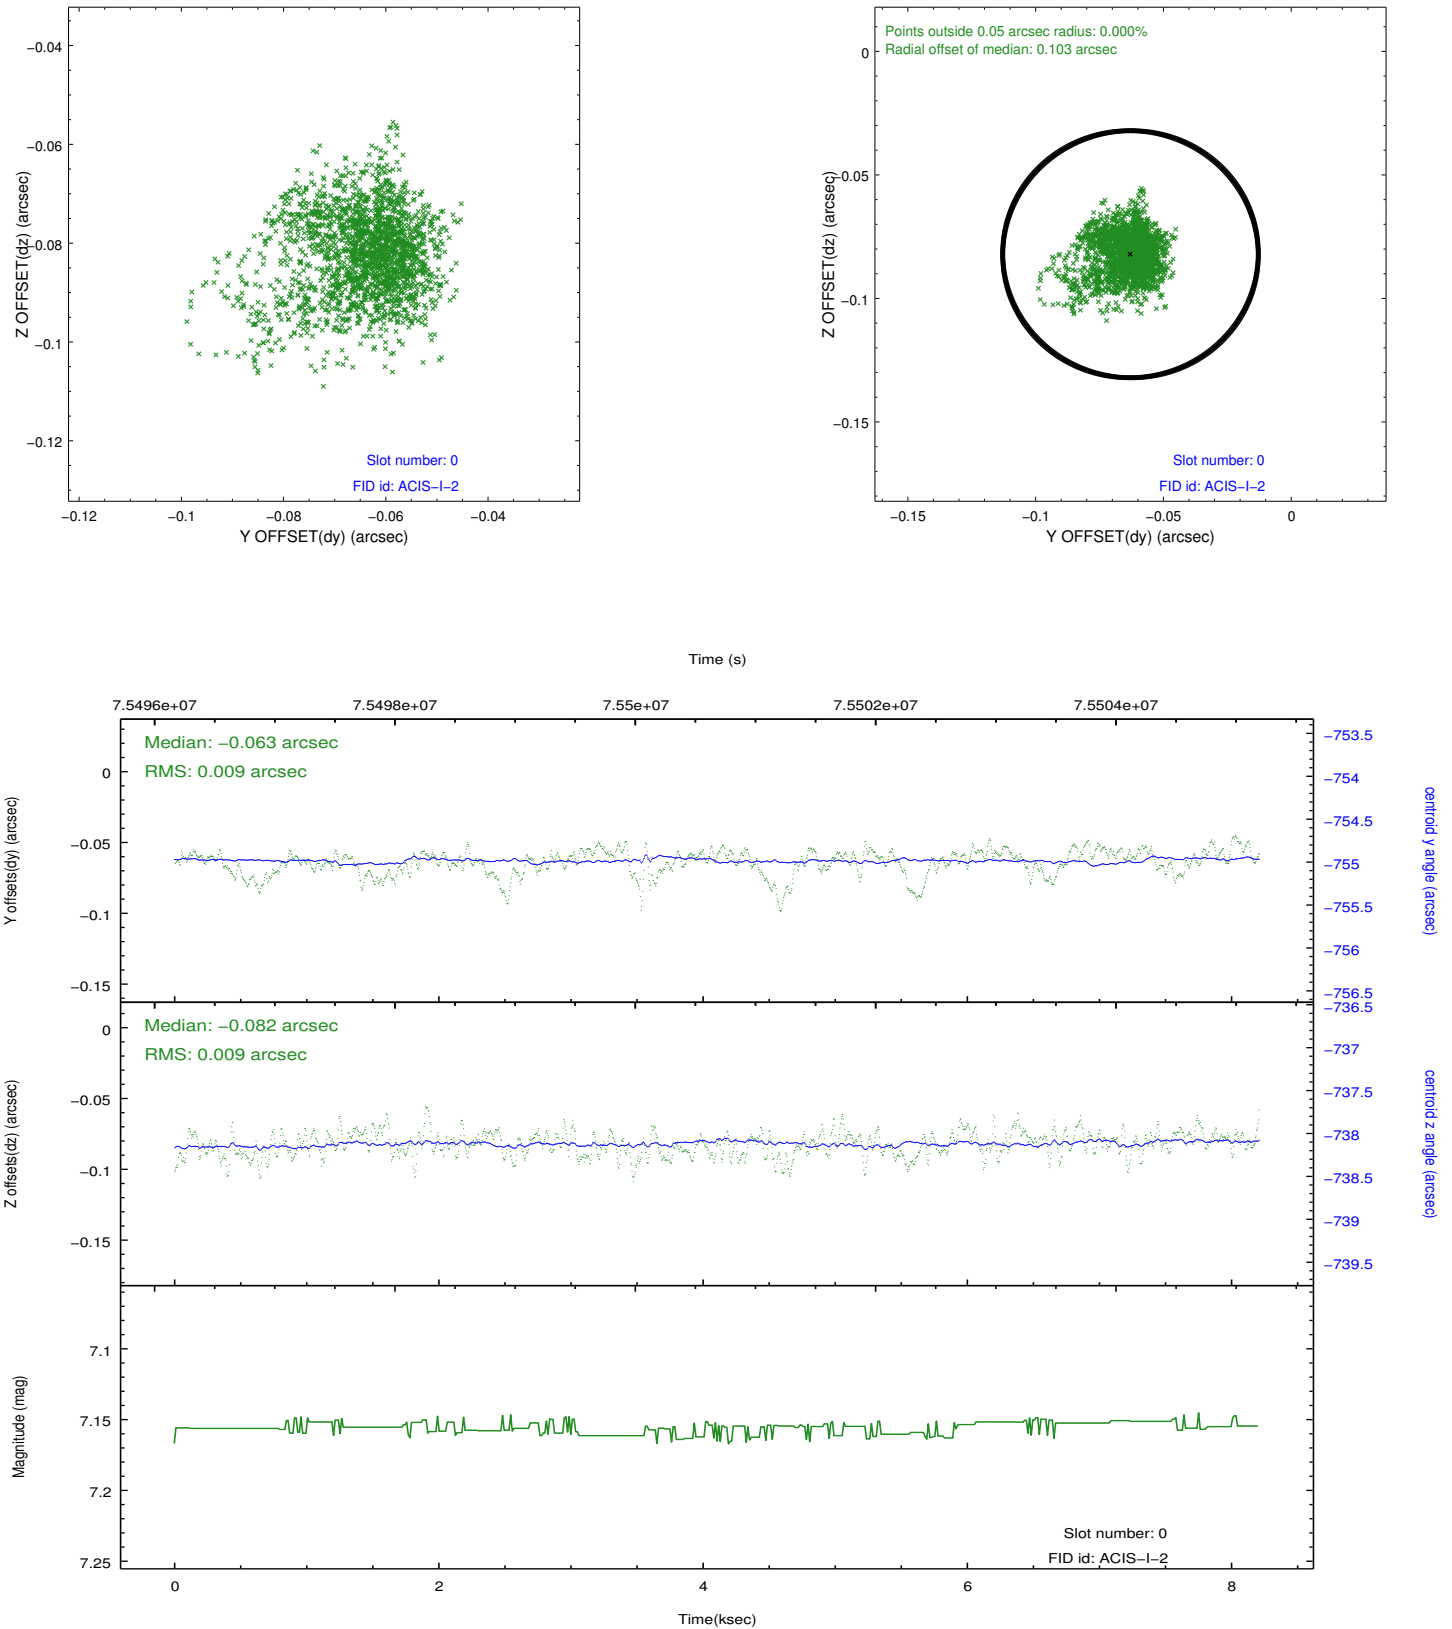 −0.04
−0.06
−0.08
−0.1
−0.12
Z OFFSET(dz) (arcsec)
Slot number: 0
FID id: ACIS−I−2
−0.12
−0.1
−0.08
−0.06
−0.04
Y OFFSET(dy) (arcsec)
Points outside 0.05 arcsec radius: 0.000%
Radial offset of median: 0.103 arcsec
0
−0.05
−0.1
−0.15
Z OFFSET(dz) (arcsec)
Slot number: 0
FID id: ACIS−I−2
−0.15
−0.1
−0.05
0
Y OFFSET(dy) (arcsec)
Time (s)
7.5496e+07
7.5498e+07
7.55e+07
7.5502e+07
7.5504e+07
Median: −0.063 arcsec
RMS: 0.009 arcsec
0
−0.05
−0.1
−0.15
Y offsets(dy) (arcsec)
−753.5
−754
−754.5
−755
−755.5
−756
−756.5
centroid y angle (arcsec)
Median: −0.082 arcsec
RMS: 0.009 arcsec
0
−0.05
−0.1
−0.15
Z offsets(dz) (arcsec)
−736.5
−737
−737.5
−738
−738.5
−739
−739.5
centroid z angle (arcsec)
7.1
7.15
7.2
7.25
Magnitude (mag)
Slot number: 0
FID id: ACIS−I−2
0
2
4
6
8
Time(ksec)